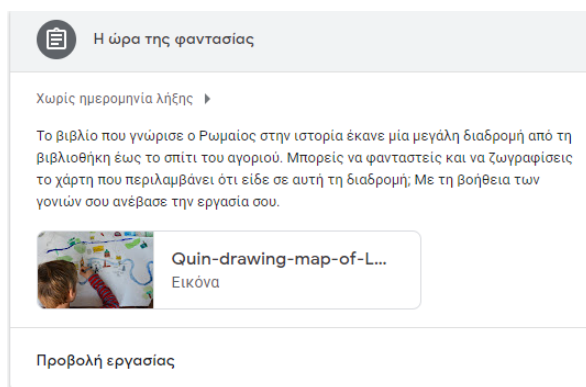 Η ώρα της φαντασίας
Χωρίς ημερομηνία λήξης
Το βιβλίο που γνώρισε ο Ρωμαίος στην ιστορία έκανε μία μεγάλη διαδρομή από τη
βιβλιοθήκη έως το σπίτι του αγοριού. Μπορείς να φανταστείς και να ζωγραφίσεις
το χάρτη που περιλαμβάνει ότι είδε σε αυτή τη διαδρομή; Με τη βοήθεια των
γονιών σου ανέβασε την εργασία σου.
Quin-drawing-map-of-L...
Εικόνα
Προβολή εργασίας